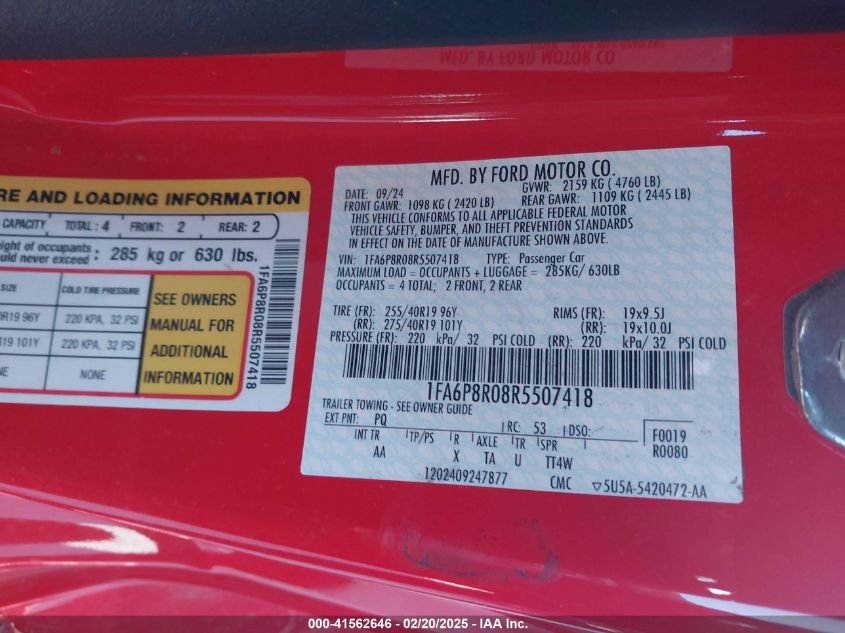 MFD. BY FORD MOTOR CO.
RE AND LOADING INFORMATION
CAPACITY TOTAL: 4 FRONT: 2 REAR: 2
ight of occupants : 285 kg or 630 lbs.
ould never exceed :
SIZE COLD TIRE PRESSURE
0R19 96Y 220 KPA, 32 PSI
R19 101Y 220 KPA, 32 PSI
NE NONE
SEE OWNERS
MANUAL FOR
ADDITIONAL
INFORMATION
1FA6P8R08R5507418
MFD. BY FORD MOTOR CO.
DATE: 09/24 GVWR: 2159 KG ( 4760 LB)
FRONT GAWR: 1098 KG ( 2420 LB) REAR GAWR: 1109 KG ( 2445 LB)
THIS VEHICLE CONFORMS TO ALL APPLICABLE FEDERAL MOTOR
VEHICLE SAFETY, BUMPER, AND THEFT PREVENTION STANDARDS
IN EFFECT ON THE DATE OF MANUFACTURE SHOWN ABOVE.
VIN: 1FA6P8R08R5507418 TYPE: Passenger Car
MAXIMUM LOAD = OCCUPANTS + LUGGAGE = 285KG/ 630LB
OCCUPANTS = 4 TOTAL; 2 FRONT, 2 REAR
TIRE (FR): 255/40R19 96Y RIMS (FR): 19x9.5J
(RR): 275/40R19 101Y (RR): 19x10.0J
PRESSURE (FR): 220 kPa/ 32 PSI COLD (RR): 220 kPa/ 32 PSI COLD
1FA6P8R08R5507418
TRAILER TOWING - SEE OWNER GUIDE
EXT PNT: PQ RC: 53 DSO: F0019
INT TR TP/PS R AXLE TR SPR R0080
AA X TA U TT4W
1202409247877 CMC ▽5U5A-5420472-AA
000-41562646 - 02/20/2025 - IAA Inc.